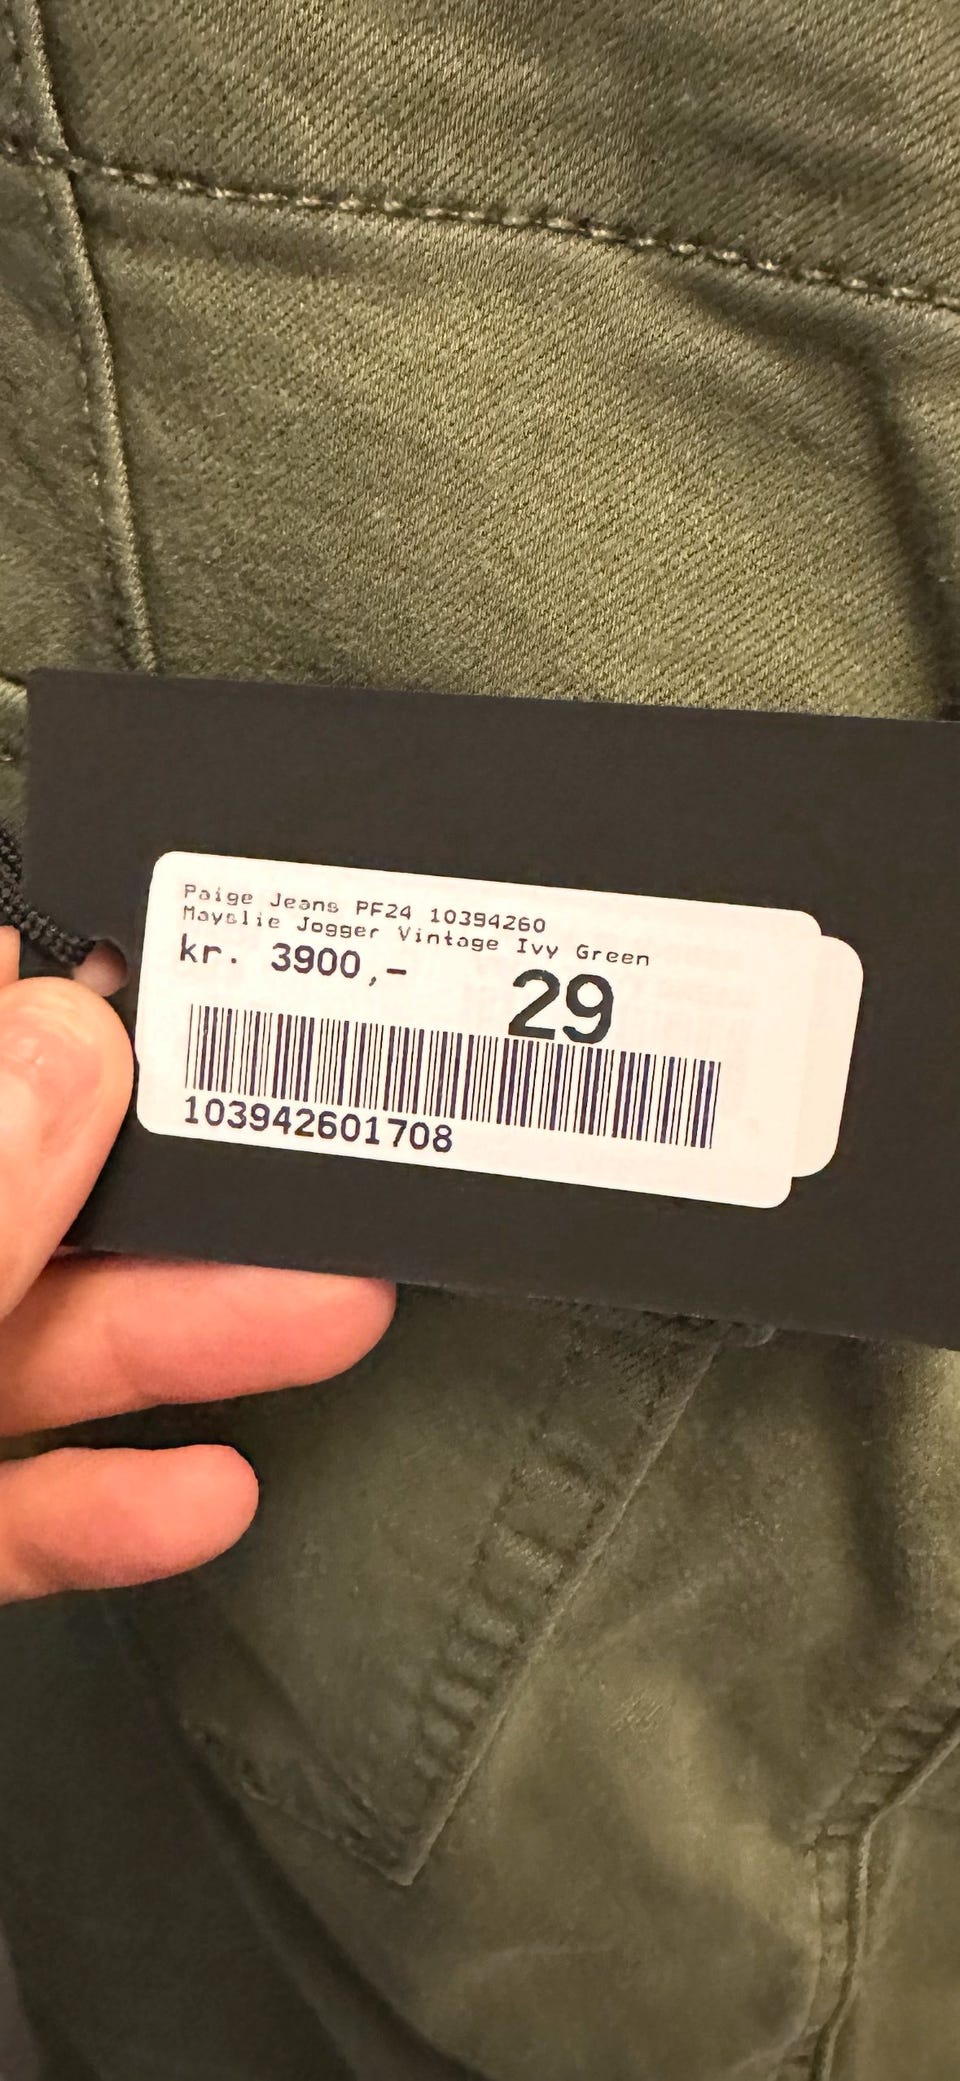 Paige Jeans PF24 10394260
Mayslie Jogger Vintage Ivy Green
kr. 3900,-
29
103942601708